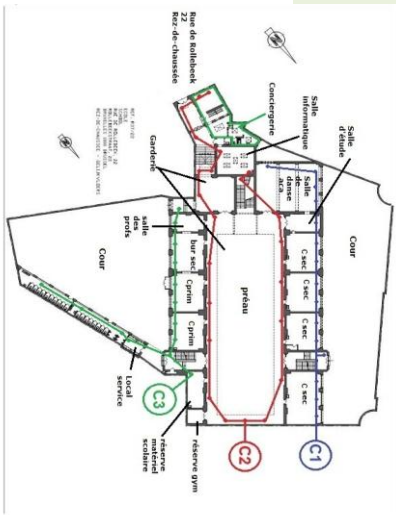 Rue de Rollebeek
22
Rez-de-chaussée
Conciergerie
Salle
informatique
Salle
d'étude
Garderie
Salle
de
danse
aca.
Cour
salle
des
profs
bur sec
C prim
C prim
préau
C sec
C sec
C sec
C sec
Cour
Local
service
C3
C2
C1
réserve
matériel
scolaire
réserve gym